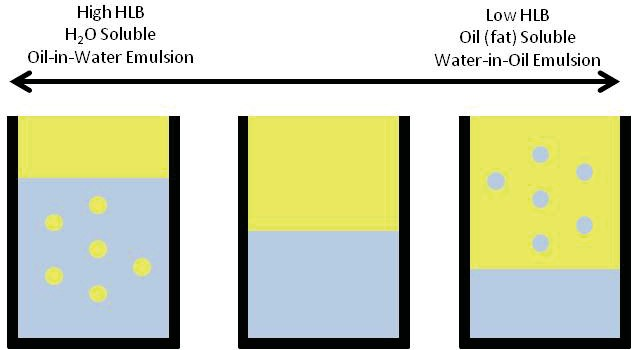 High HLB
H₂O Soluble
Oil-in-Water Emulsion
Low HLB
Oil (fat) Soluble
Water-in-Oil Emulsion